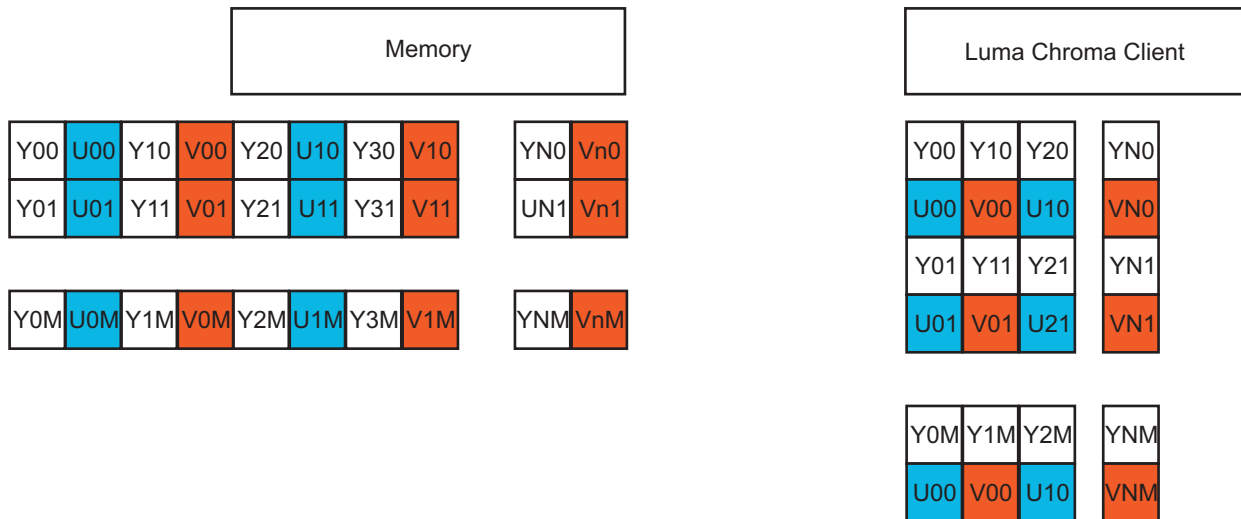 Memory
Luma Chroma Client
Y00 U00 Y10 V00 Y20 U10 Y30 V10 YN0 Vn0
Y01 U01 Y11 V01 Y21 U11 Y31 V11 UN1 Vn1
Y0M U0M Y1M V0M Y2M U1M Y3M V1M YNM VnM
Y00 Y10 Y20 YN0
U00 V00 U10 VN0
Y01 Y11 Y21 YN1
U01 V01 U21 VN1
Y0M Y1M Y2M YNM
U00 V00 U10 VNM